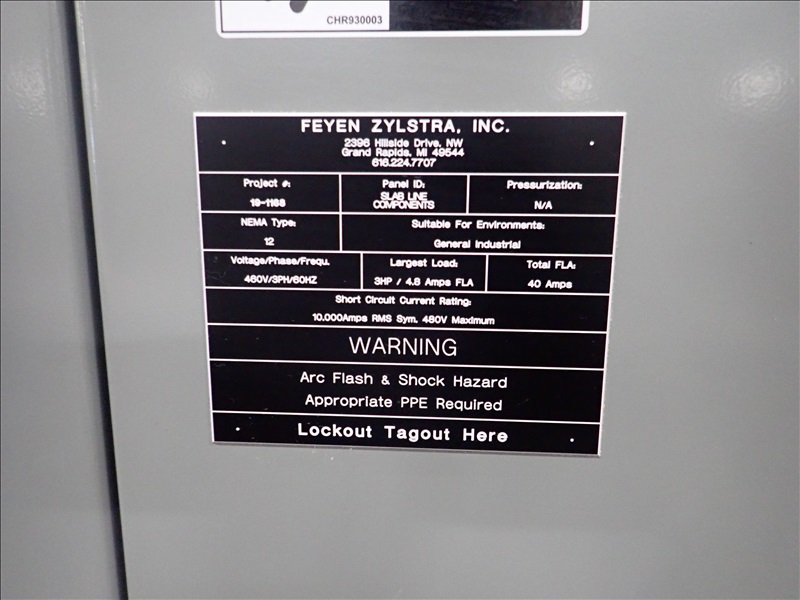 CHR930003
FEYEN ZYLSTRA, INC.
2396 Hillside Drive, NW
Grand Rapids, MI 49544
616.224.7707
Project #: Panel ID: Pressurization:
19-1168 SLAB LINE COMPONENTS N/A
NEMA Type: Suitable For Environments:
12 General Industrial
Voltage/Phase/Frequ. Largest Load: Total FLA:
460V/3PH/60HZ 3HP / 4.8 Amps FLA 40 Amps
Short Circuit Current Rating:
10,000Amps RMS Sym. 480V Maximum
WARNING
Arc Flash & Shock Hazard
Appropriate PPE Required
Lockout Tagout Here